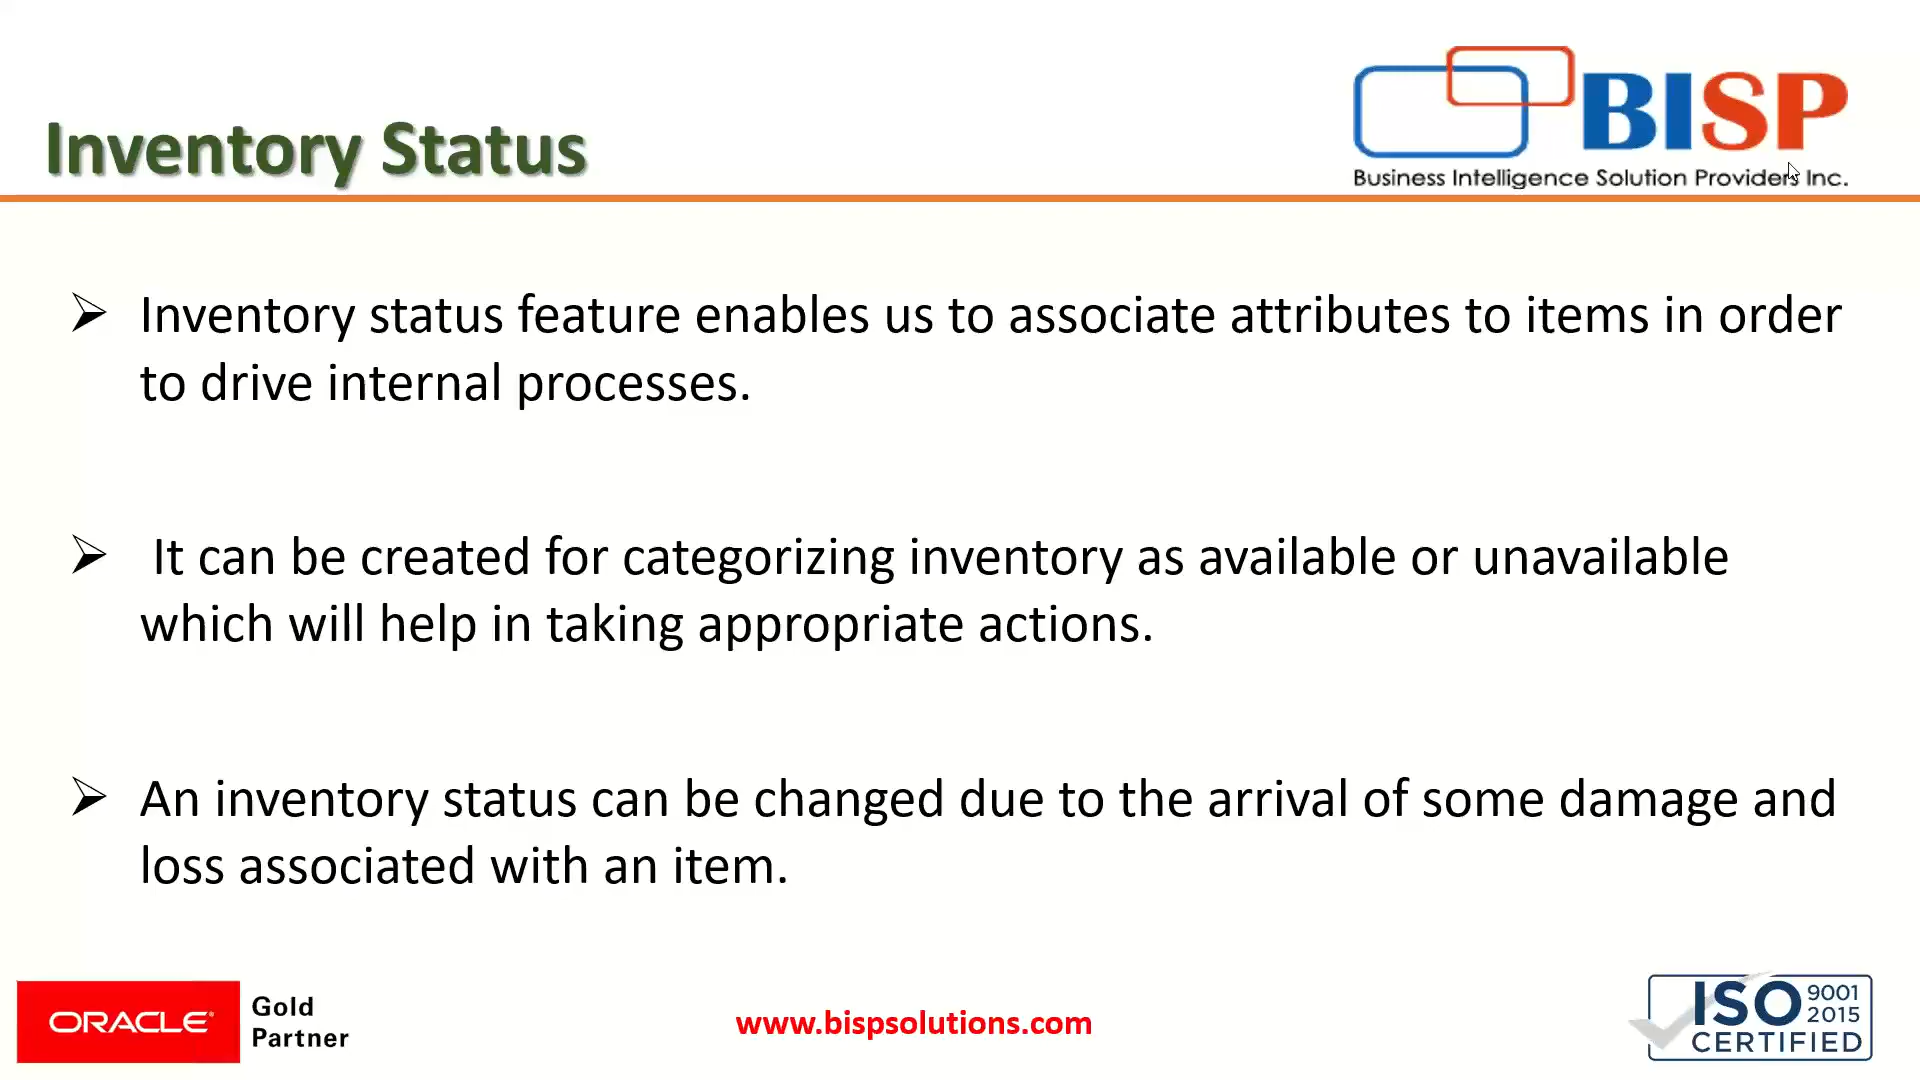 BISP
Business Intelligence Solution Providers Inc.
Inventory Status
➢ Inventory status feature enables us to associate attributes to items in order
to drive internal processes.
➢ It can be created for categorizing inventory as available or unavailable
which will help in taking appropriate actions.
➢ An inventory status can be changed due to the arrival of some damage and
loss associated with an item.
ORACLE®
Gold
Partner
www.bispsolutions.com
ISO 9001
2015
CERTIFIED